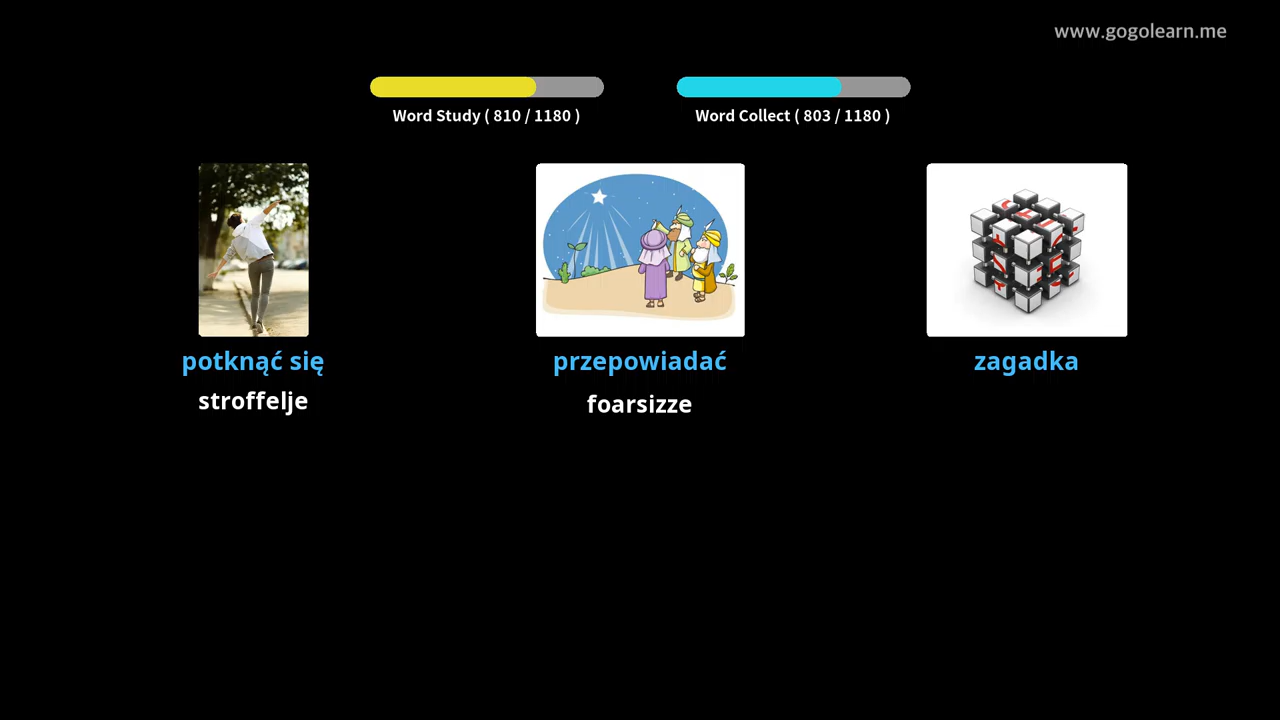 www.gogolearn.me
Word Study ( 810 / 1180 )
Word Collect ( 803 / 1180 )
potknąć się
przepowiadać
zagadka
stroffelje
foarsizze